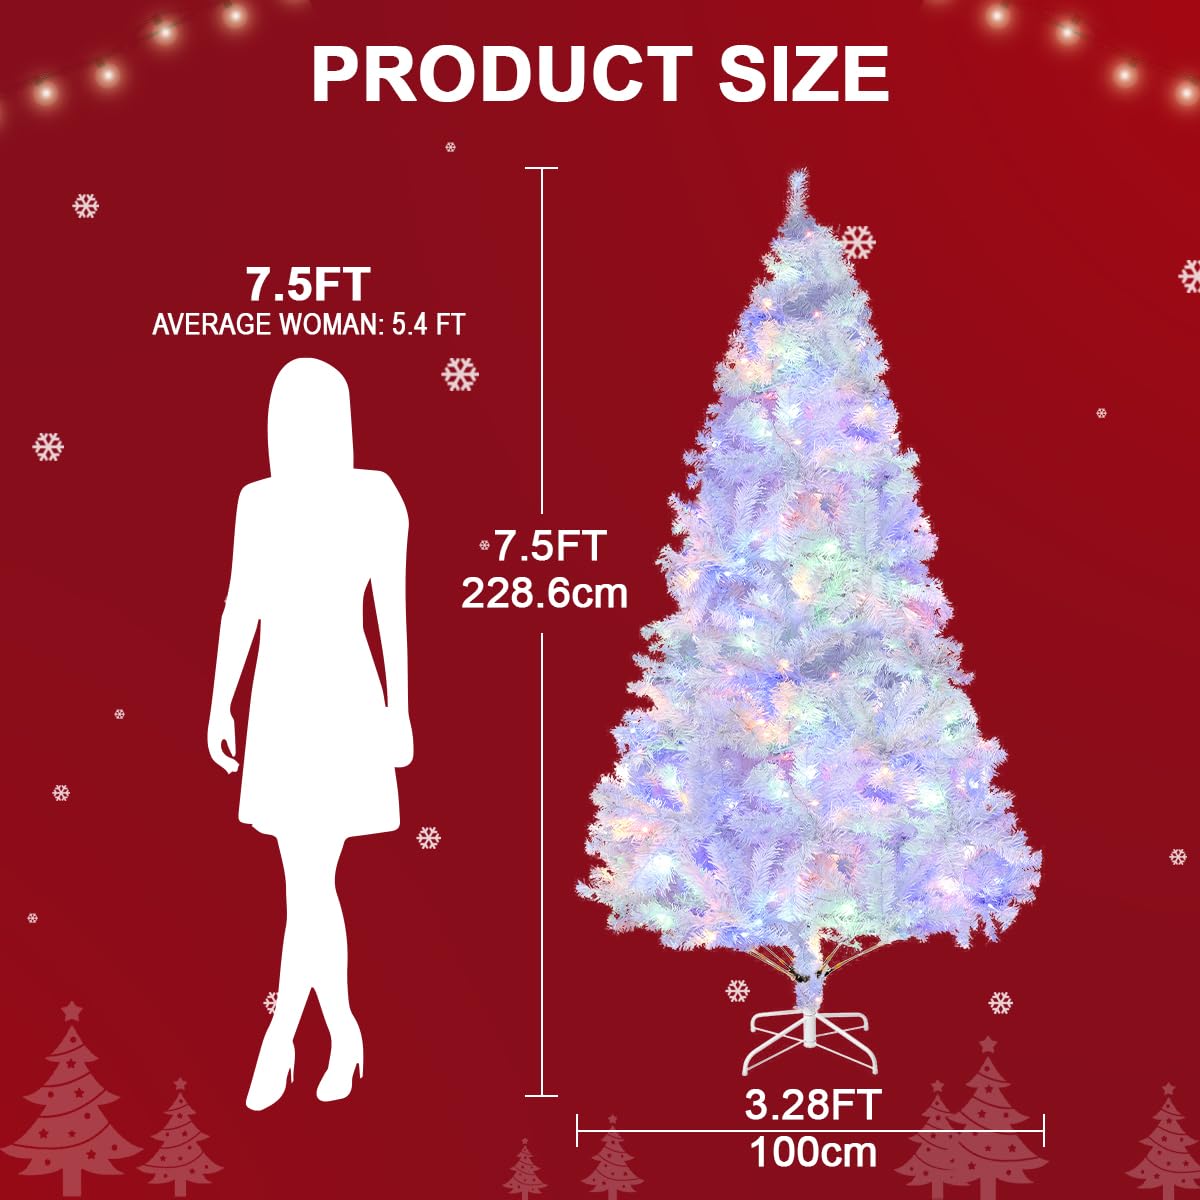 PRODUCT SIZE
7.5FT
AVERAGE WOMAN: 5.4 FT
7.5FT
228.6cm
3.28FT
100cm